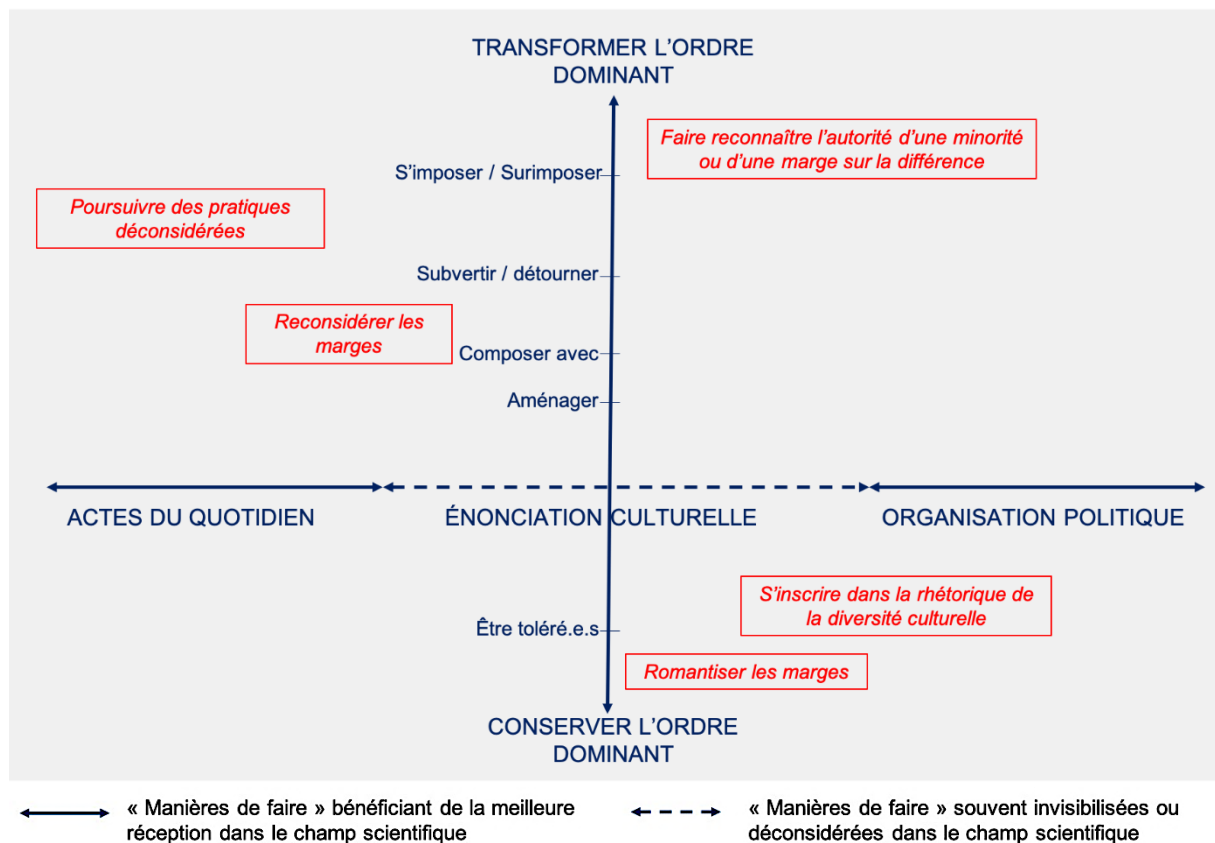 TRANSFORMER L'ORDRE
DOMINANT
Faire reconnaître l'autorité d'une minorité
ou d'une marge sur la différence
S'imposer / Surimposer
Poursuivre des pratiques
déconsidérées
Subvertir / détourner
Reconsidérer les
marges
Composer avec
Aménager
ACTES DU QUOTIDIEN
ÉNONCIATION CULTURELLE
ORGANISATION POLITIQUE
S'inscrire dans la rhétorique de
la diversité culturelle
Être toléré.e.s
Romantiser les marges
CONSERVER L'ORDRE
DOMINANT
« Manières de faire » bénéficiant de la meilleure
réception dans le champ scientifique
« Manières de faire » souvent invisibilisées ou
déconsidérées dans le champ scientifique